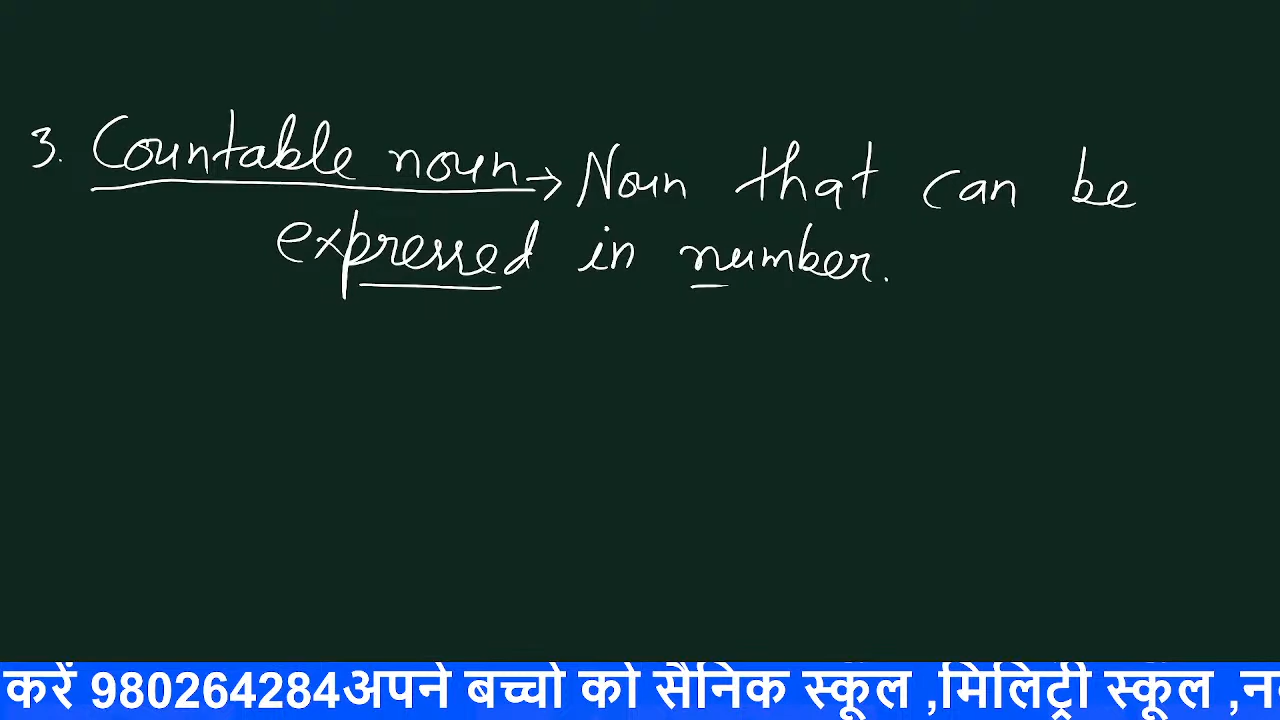 3. Countable noun → Noun that can be
expressed in number.
करें 980264284अपने बच्चो को सैनिक स्कूल ,मिलिट्री स्कूल ,